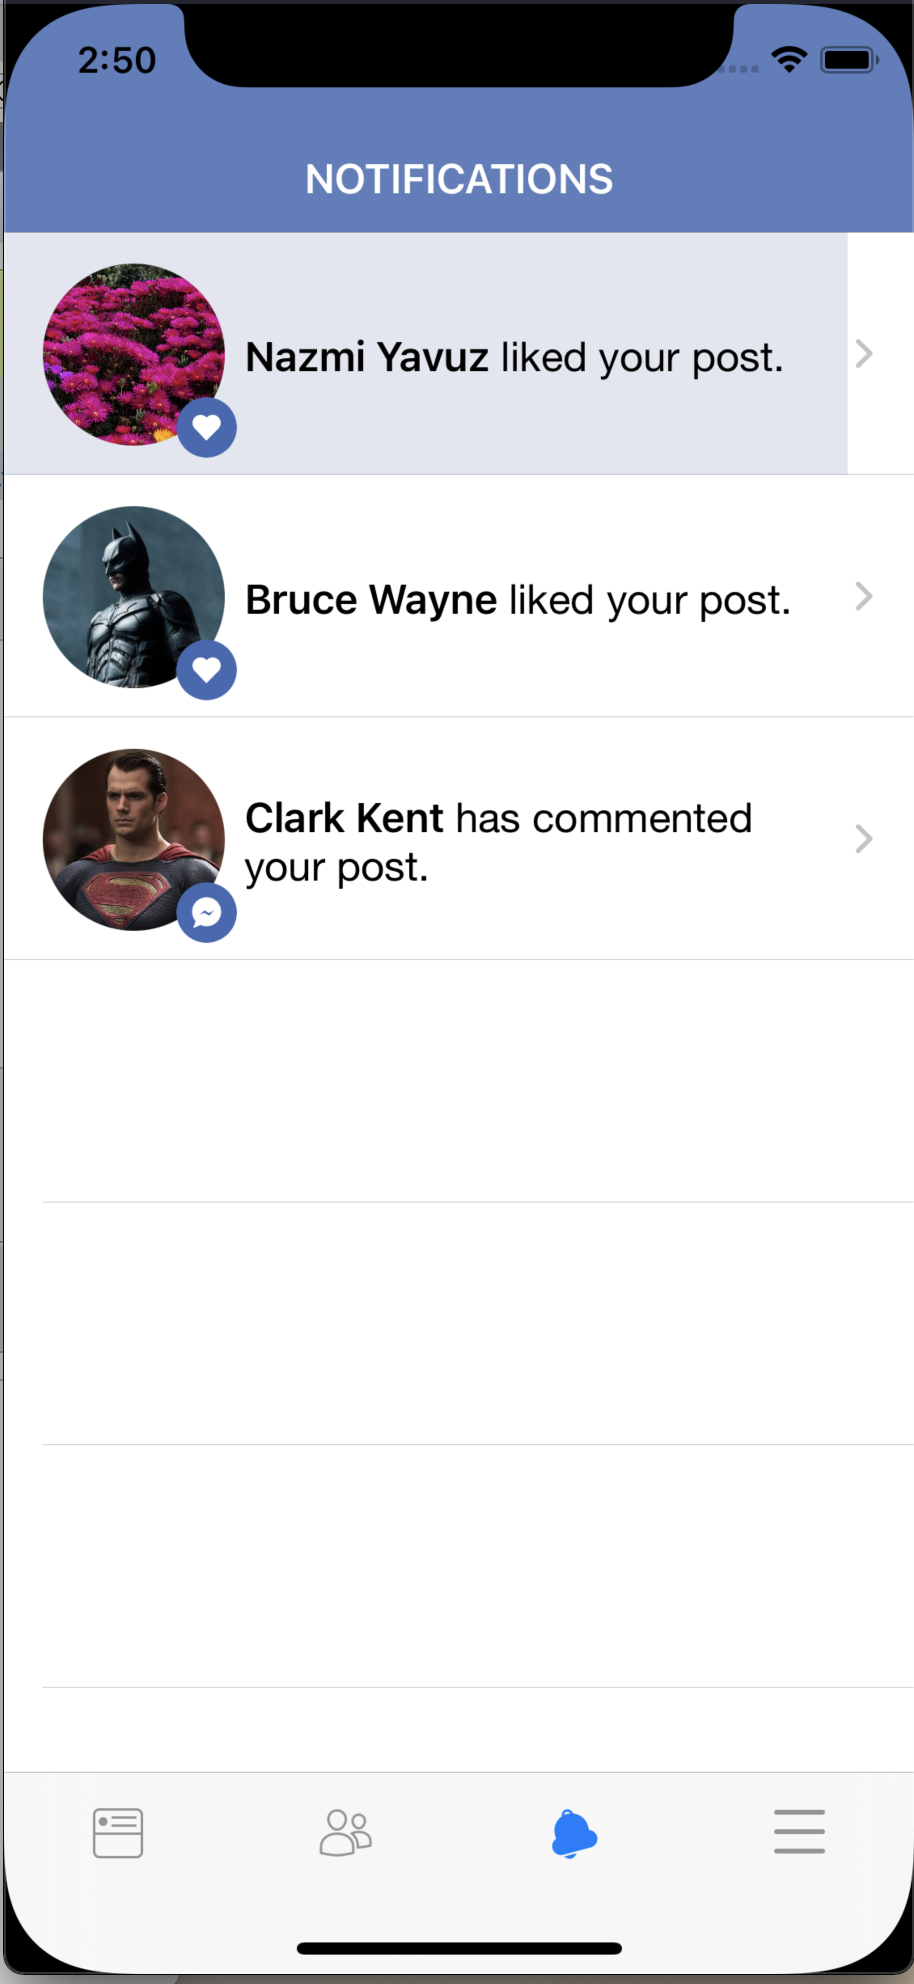 2:50
NOTIFICATIONS
Nazmi Yavuz liked your post.
Bruce Wayne liked your post.
Clark Kent has commented
your post.